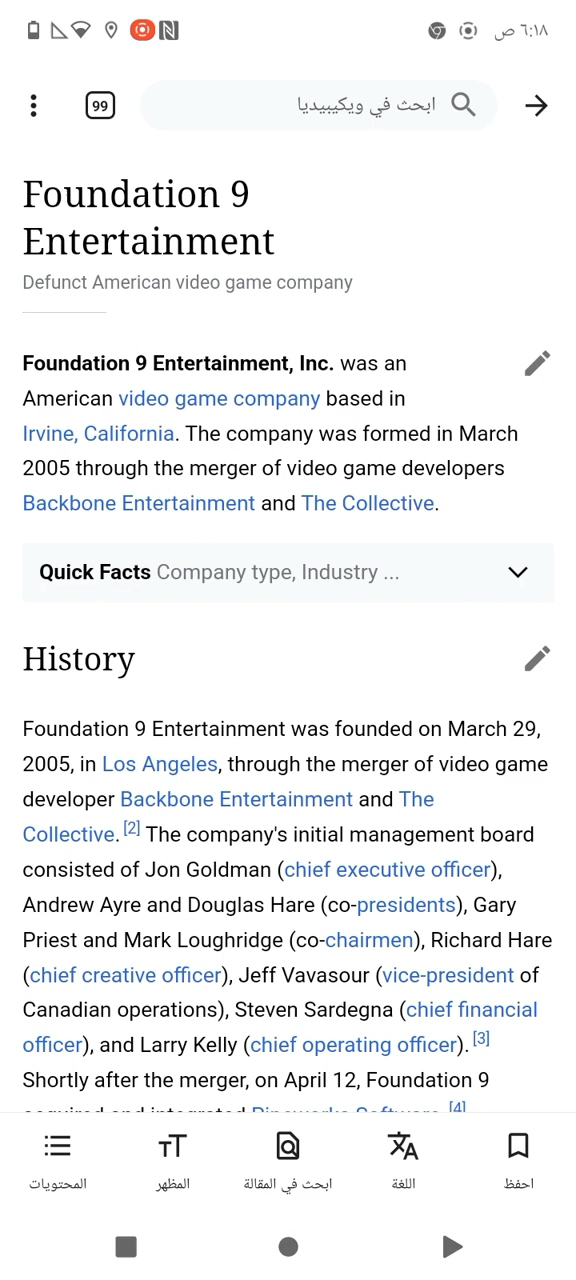 ٦:١٨ ص
99
ابحث في ويكيبيديا
Foundation 9
Entertainment
Defunct American video game company
Foundation 9 Entertainment, Inc. was an
American video game company based in
Irvine, California. The company was formed in March
2005 through the merger of video game developers
Backbone Entertainment and The Collective.
Quick Facts Company type, Industry ...
History
Foundation 9 Entertainment was founded on March 29,
2005, in Los Angeles, through the merger of video game
developer Backbone Entertainment and The
Collective.[2] The company's initial management board
consisted of Jon Goldman (chief executive officer),
Andrew Ayre and Douglas Hare (co-presidents), Gary
Priest and Mark Loughridge (co-chairmen), Richard Hare
(chief creative officer), Jeff Vavasour (vice-president of
Canadian operations), Steven Sardegna (chief financial
officer), and Larry Kelly (chief operating officer).[3]
Shortly after the merger, on April 12, Foundation 9
acquired and integrated Pipeworks Software.[4]
المحتويات
المظهر
ابحث في المقالة
اللغة
احفظ